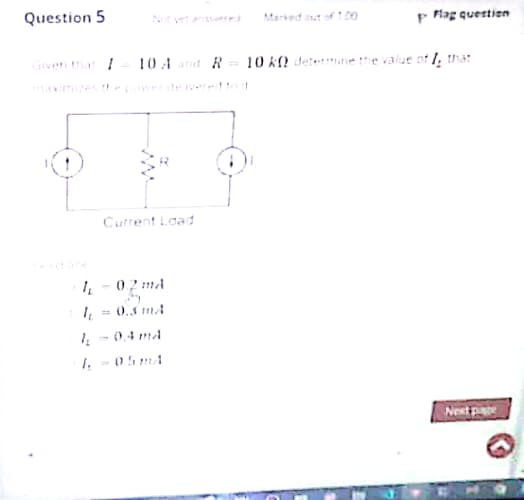 Question 5
Not yet answered
Marked out of 1.00
Flag question
Given that I = 10 A and R = 10 kΩ determine the value of I_L that
maximizes the power delivered to it
I
R
I
Current Load
Select one:
I_L = 0.2 mA
I_L = 0.3 mA
I_L = 0.4 mA
I_L = 0.5 mA
Next page